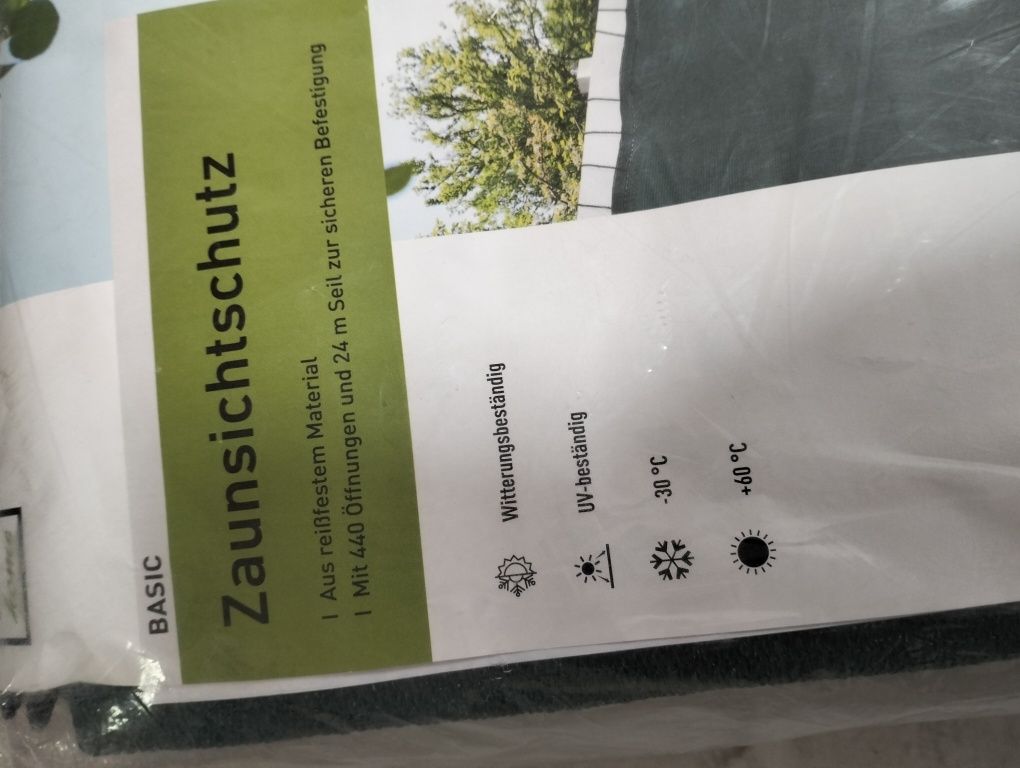 BASIC
Zaunsichtschutz
| Aus reißfestem Material
| Mit 440 Öffnungen und 24 m Seil zur sicheren Befestigung
Witterungsbeständig
UV-beständig
-30 °C
+60 °C